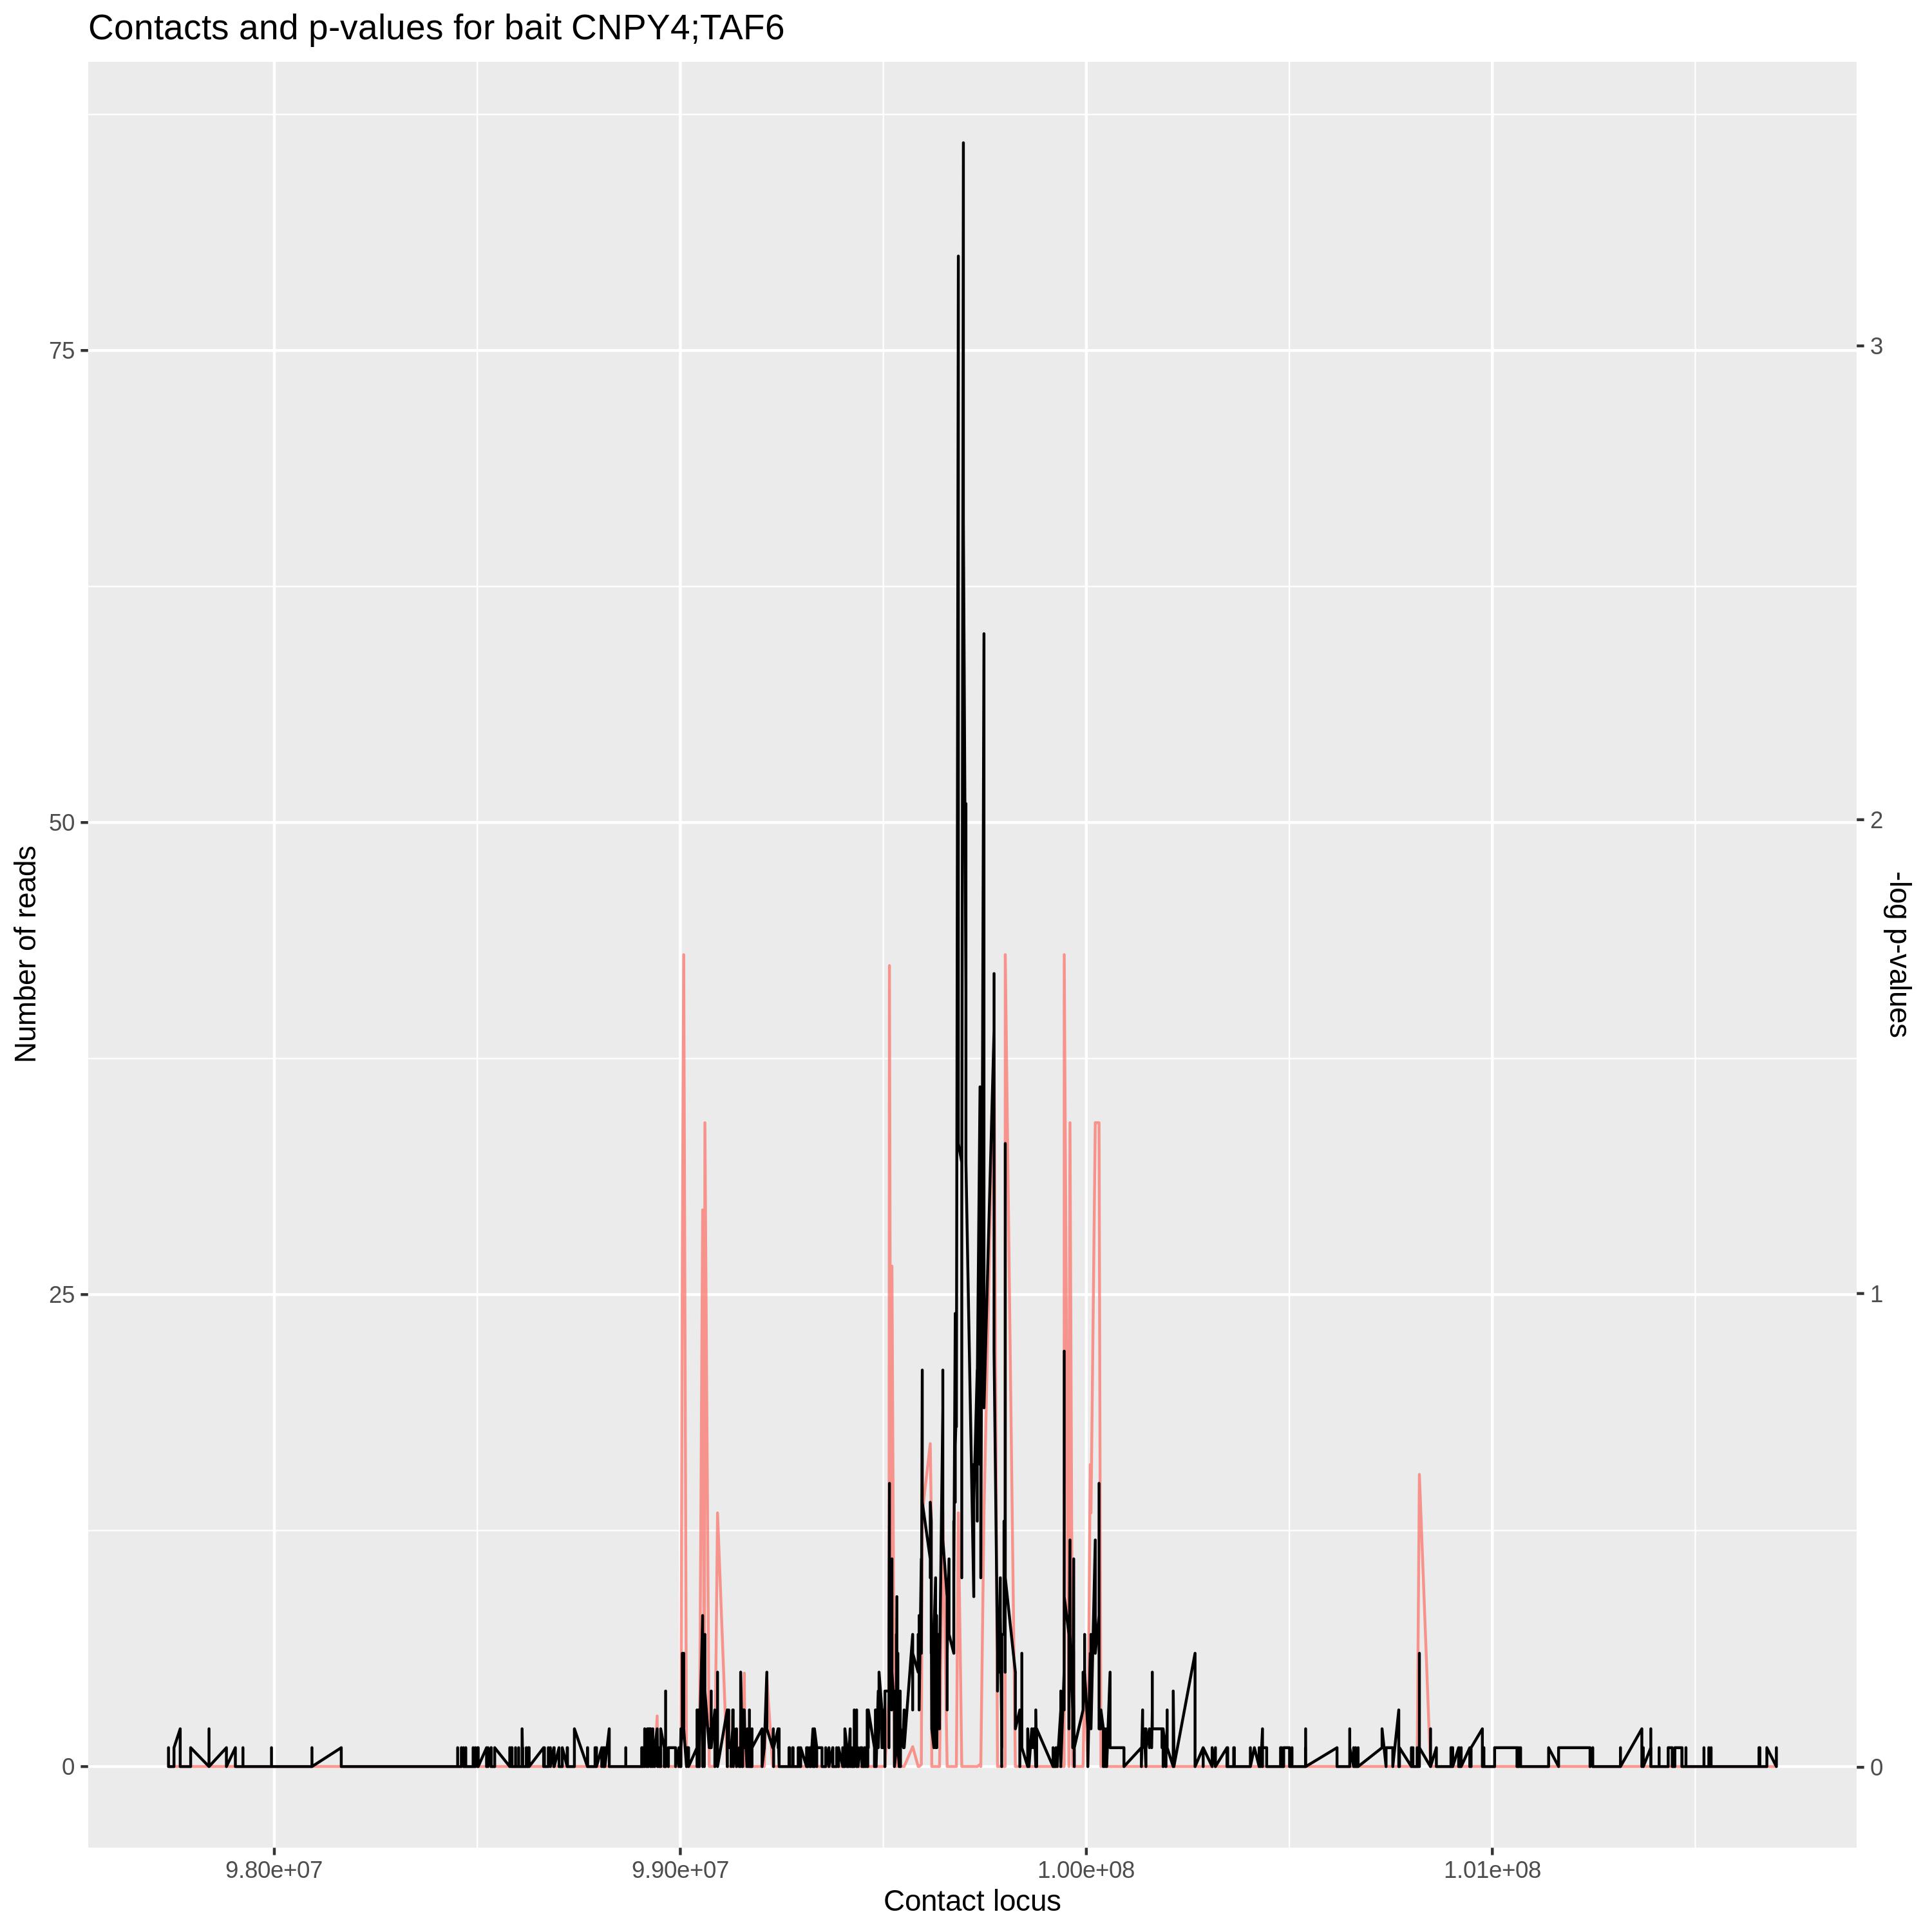 Contacts and p-values for bait CNPY4;TAF6
75
50
25
0
Number of reads
3
2
1
0
-log p-values
9.80e+07
9.90e+07
1.00e+08
1.01e+08
Contact locus